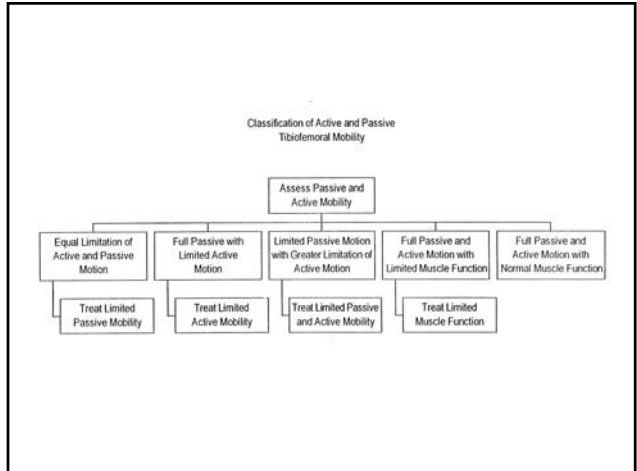 Classification of Active and Passive
Tibiofemoral Mobility
Assess Passive and
Active Mobility
Equal Limitation of
Active and Passive
Motion
Full Passive with
Limited Active
Motion
Limited Passive Motion
with Greater Limitation of
Active Motion
Full Passive and
Active Motion with
Limited Muscle Function
Full Passive and
Active Motion with
Normal Muscle Function
Treat Limited
Passive Mobility
Treat Limited
Active Mobility
Treat Limited Passive
and Active Mobility
Treat Limited
Muscle Function